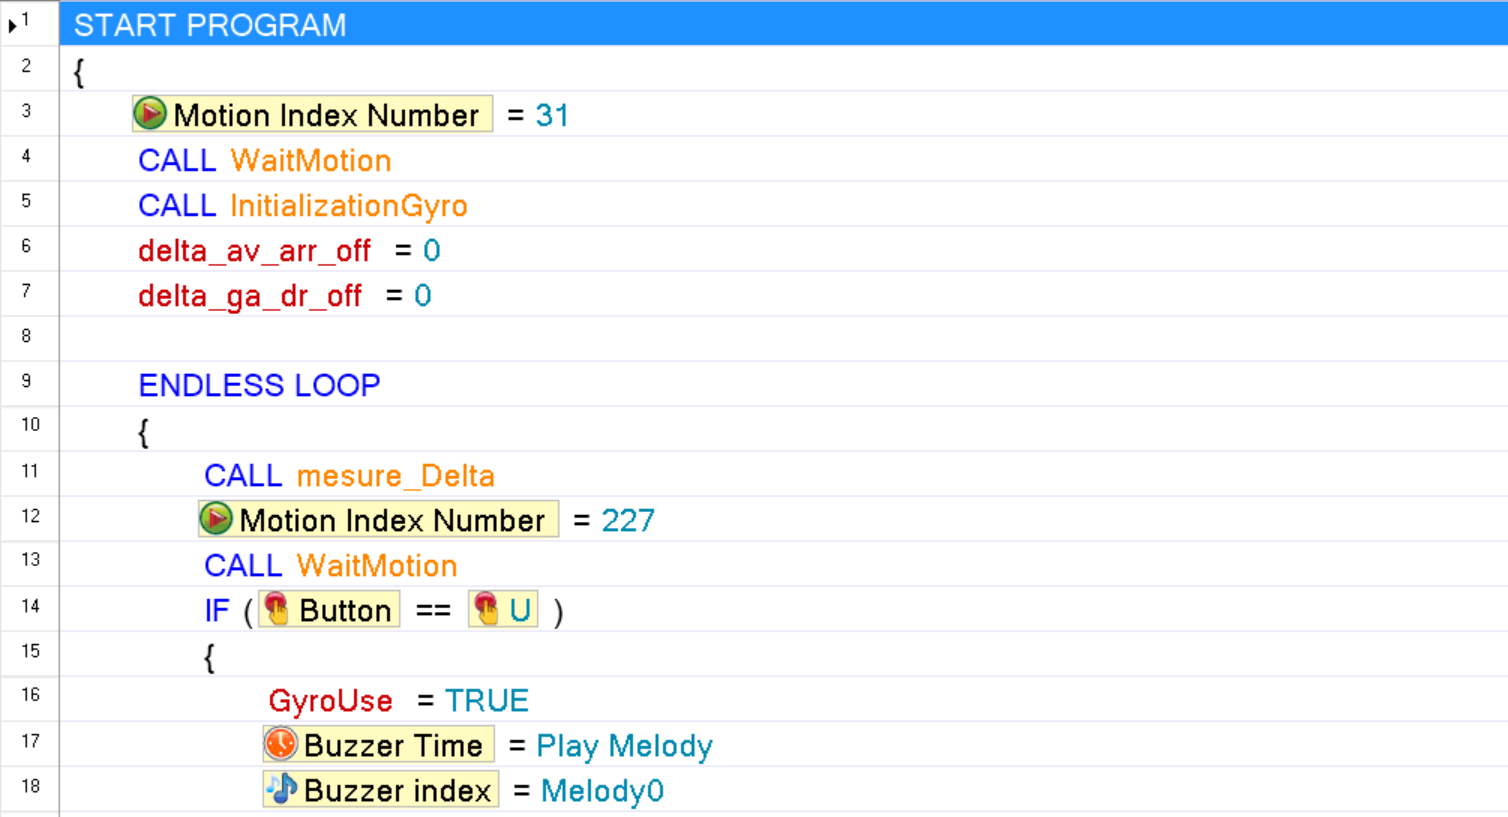 1 START PROGRAM
2 {
3 Motion Index Number = 31
4 CALL WaitMotion
5 CALL InitializationGyro
6 delta_av_arr_off = 0
7 delta_ga_dr_off = 0
8
9 ENDLESS LOOP
10 {
11 CALL mesure_Delta
12 Motion Index Number = 227
13 CALL WaitMotion
14 IF ( Button == U )
15 {
16 GyroUse = TRUE
17 Buzzer Time = Play Melody
18 Buzzer index = Melody0